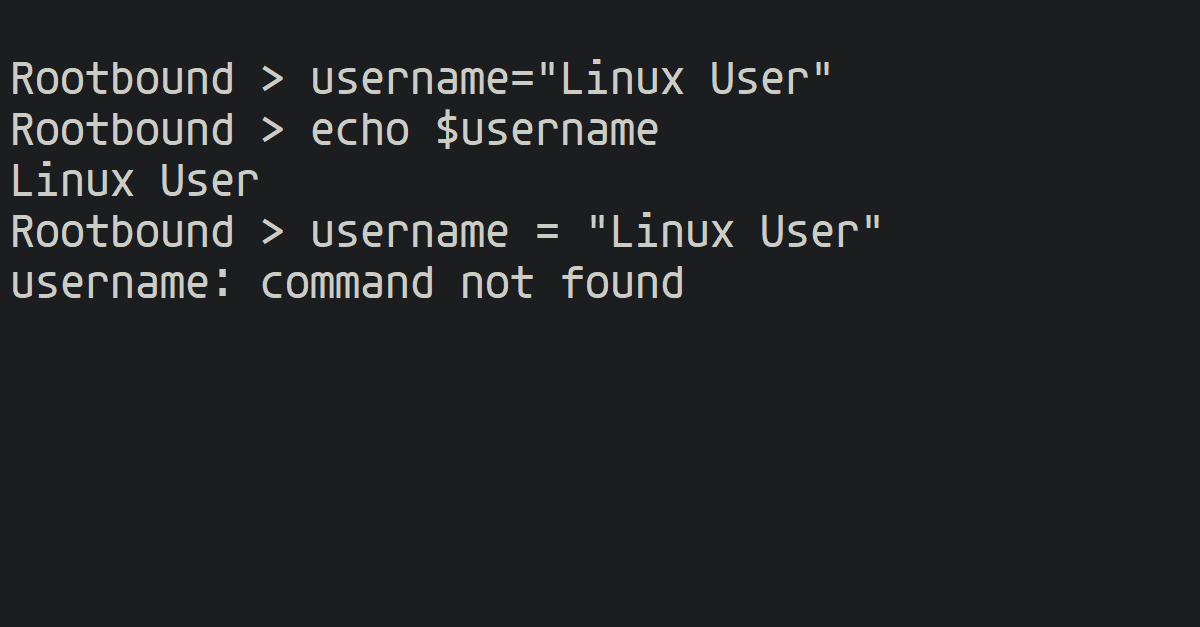 Rootbound > username="Linux User"
Rootbound > echo $username
Linux User
Rootbound > username = "Linux User"
username: command not found